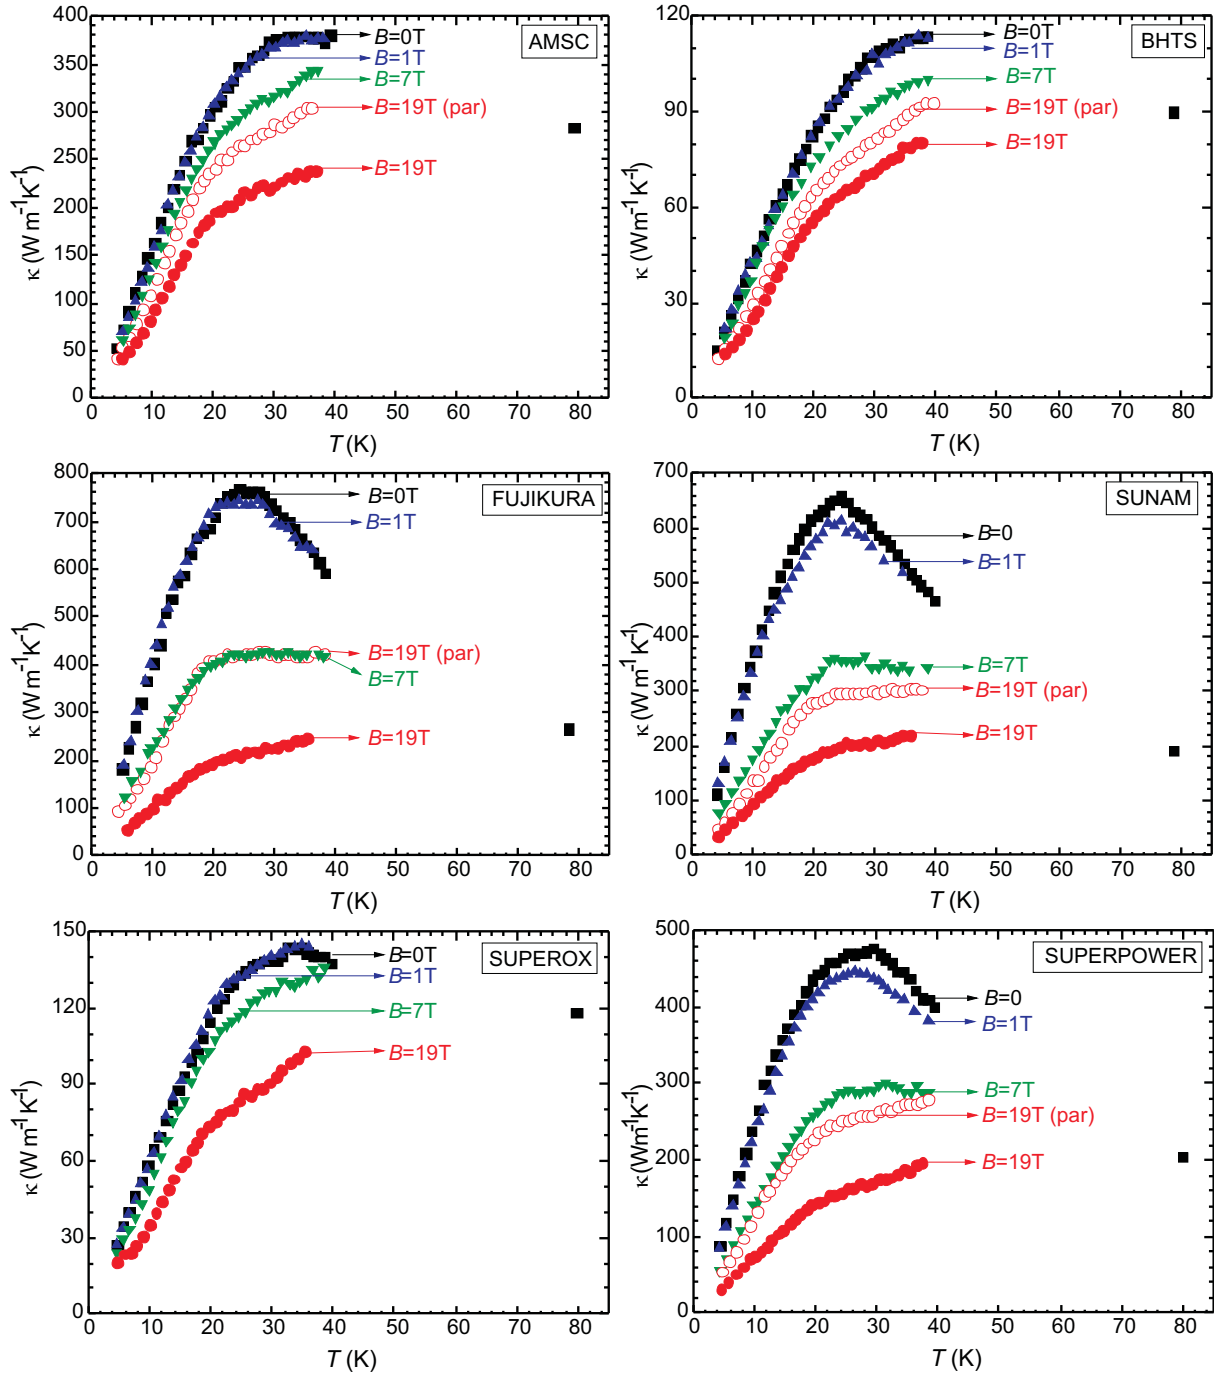 AMSC
κ (W m⁻¹K⁻¹)
400
350
300
250
200
150
100
50
0
B=0T
B=1T
B=7T
B=19T (par)
B=19T
0 10 20 30 40 50 60 70 80
T (K)
BHTS
κ (Wm⁻¹K⁻¹)
120
90
60
30
0
B=0T
B=1T
B=7T
B=19T (par)
B=19T
0 10 20 30 40 50 60 70 80
T (K)
FUJIKURA
κ (W m⁻¹K⁻¹)
800
700
600
500
400
300
200
100
0
B=0T
B=1T
B=19T (par)
B=7T
B=19T
0 10 20 30 40 50 60 70 80
T (K)
SUNAM
κ (W m⁻¹K⁻¹)
700
600
500
400
300
200
100
0
B=0
B=1T
B=7T
B=19T (par)
B=19T
0 10 20 30 40 50 60 70 80
T (K)
SUPEROX
κ (W m⁻¹K⁻¹)
150
120
90
60
30
0
B=0T
B=1T
B=7T
B=19T
0 10 20 30 40 50 60 70 80
T (K)
SUPERPOWER
κ (Wm⁻¹K⁻¹)
500
400
300
200
100
0
B=0
B=1T
B=7T
B=19T (par)
B=19T
0 10 20 30 40 50 60 70 80
T (K)